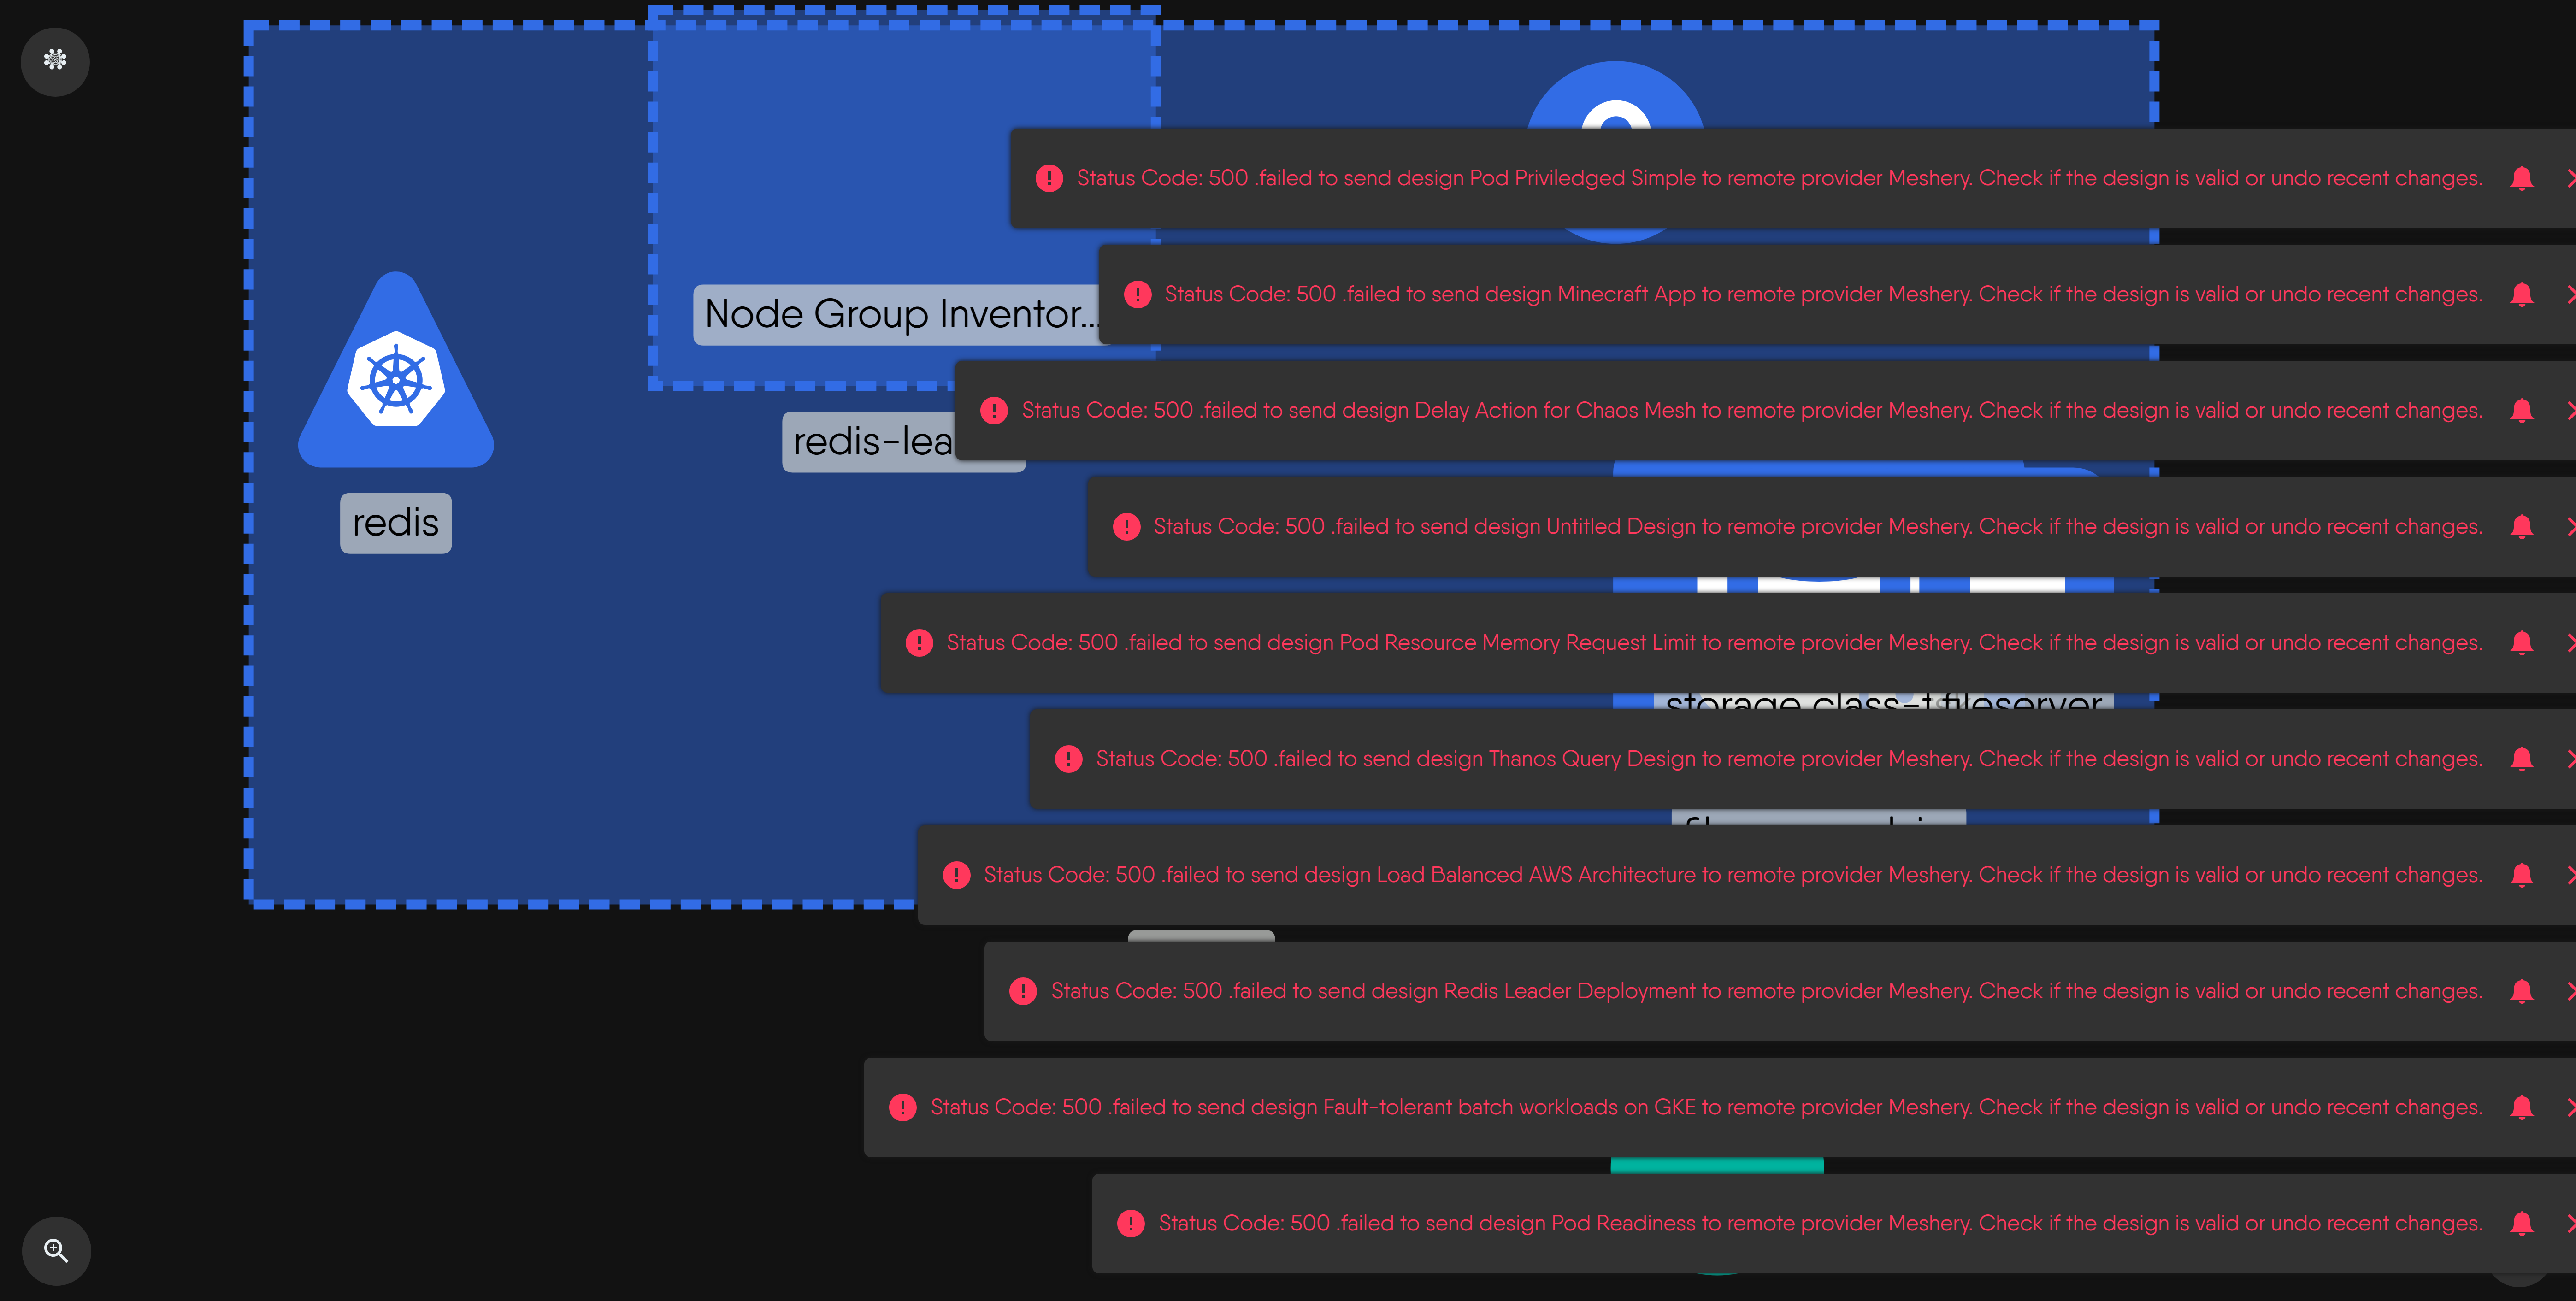 Status Code: 500 .failed to send design Pod Priviledged Simple to remote provider Meshery. Check if the design is valid or undo recent changes.
Node Group Inventor...
Status Code: 500 .failed to send design Minecraft App to remote provider Meshery. Check if the design is valid or undo recent changes.
Status Code: 500 .failed to send design Delay Action for Chaos Mesh to remote provider Meshery. Check if the design is valid or undo recent changes.
redis-lea
redis
Status Code: 500 .failed to send design Untitled Design to remote provider Meshery. Check if the design is valid or undo recent changes.
Status Code: 500 .failed to send design Pod Resource Memory Request Limit to remote provider Meshery. Check if the design is valid or undo recent changes.
storage class-
fileserver
Status Code: 500 .failed to send design Thanos Query Design to remote provider Meshery. Check if the design is valid or undo recent changes.
Status Code: 500 .failed to send design Load Balanced AWS Architecture to remote provider Meshery. Check if the design is valid or undo recent changes.
Status Code: 500 .failed to send design Redis Leader Deployment to remote provider Meshery. Check if the design is valid or undo recent changes.
Status Code: 500 .failed to send design Fault-tolerant batch workloads on GKE to remote provider Meshery. Check if the design is valid or undo recent changes.
Status Code: 500 .failed to send design Pod Readiness to remote provider Meshery. Check if the design is valid or undo recent changes.